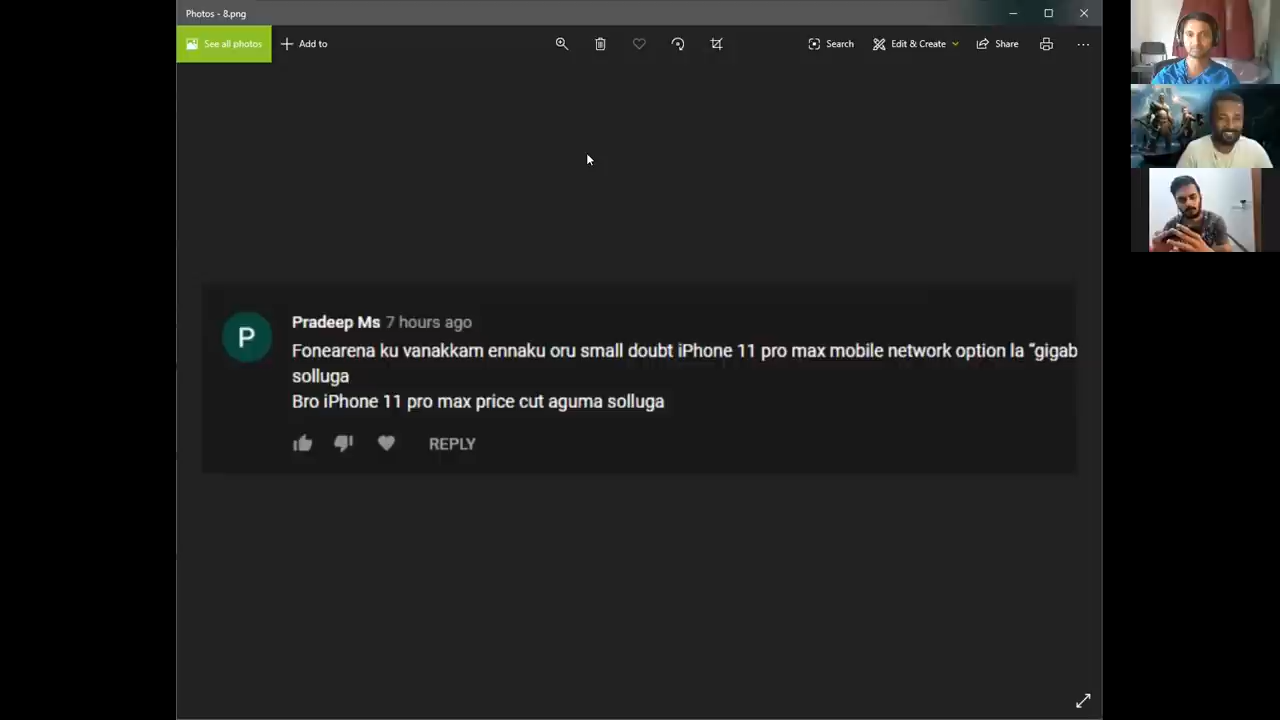 Photos - 8.png
See all photos
Add to
Search
Edit & Create
Share
P
Pradeep Ms 7 hours ago
Fonearena ku vanakkam ennaku oru small doubt iPhone 11 pro max mobile network option la “gigab
solluga
Bro iPhone 11 pro max price cut aguma solluga
REPLY